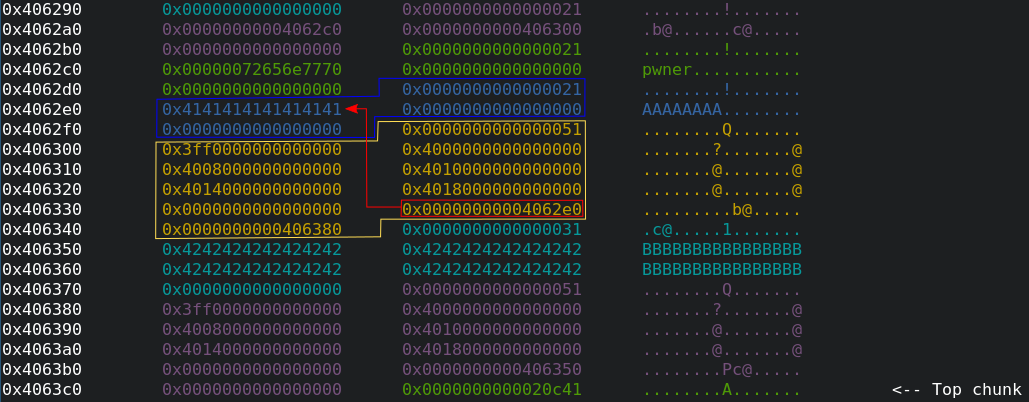 0x406290 0x0000000000000000 0x0000000000000021 ........!.......
0x4062a0 0x00000000004062c0 0x0000000000406300 .b@......c@.....
0x4062b0 0x0000000000000000 0x0000000000000021 ........!.......
0x4062c0 0x00000072656e7770 0x0000000000000000 pwner...........
0x4062d0 0x0000000000000000 0x0000000000000021 ........!.......
0x4062e0 0x4141414141414141 0x0000000000000000 AAAAAAAA........
0x4062f0 0x0000000000000000 0x0000000000000051 ........Q.......
0x406300 0x3ff0000000000000 0x4000000000000000 .......?.......@
0x406310 0x4008000000000000 0x4010000000000000 .......@.......@
0x406320 0x4014000000000000 0x4018000000000000 .......@.......@
0x406330 0x0000000000000000 0x00000000004062e0 .........b@.....
0x406340 0x0000000000406380 0x0000000000000031 .c@.....1.......
0x406350 0x4242424242424242 0x4242424242424242 BBBBBBBBBBBBBBBB
0x406360 0x4242424242424242 0x4242424242424242 BBBBBBBBBBBBBBBB
0x406370 0x0000000000000000 0x0000000000000051 ........Q.......
0x406380 0x3ff0000000000000 0x4000000000000000 .......?.......@
0x406390 0x4008000000000000 0x4010000000000000 .......@.......@
0x4063a0 0x4014000000000000 0x4018000000000000 .......@.......@
0x4063b0 0x0000000000000000 0x0000000000406350 ........Pc@.....
0x4063c0 0x0000000000000000 0x0000000000020c41 ........A....... <-- Top chunk